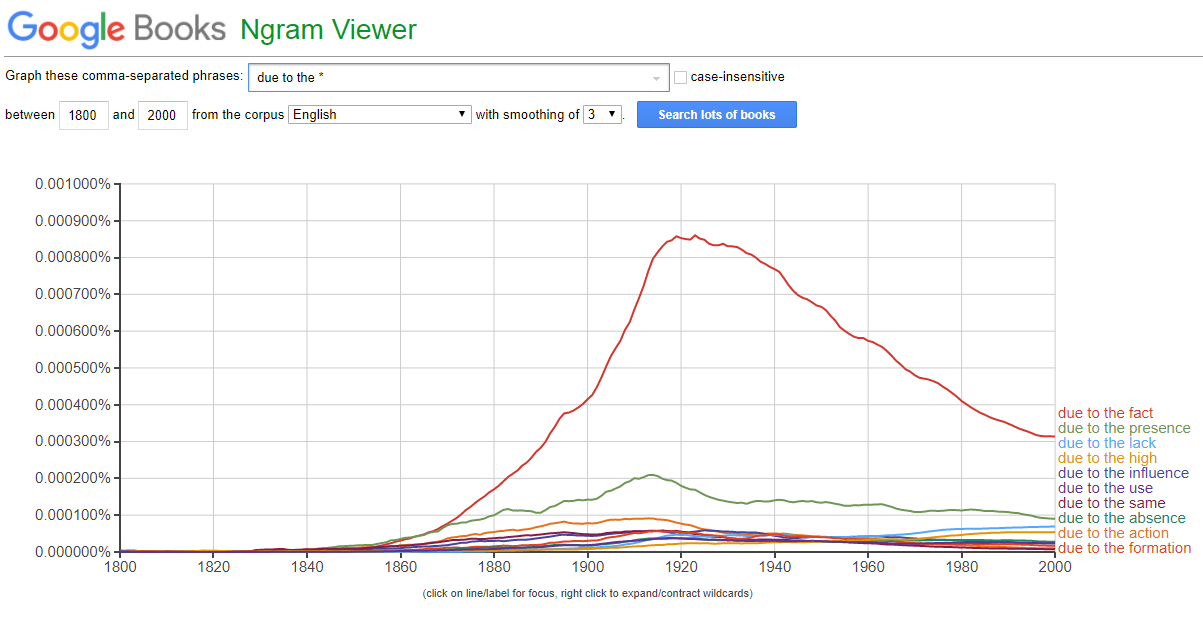 Google Books Ngram Viewer
Graph these comma-separated phrases: due to the * case-insensitive
between 1800 and 2000 from the corpus English with smoothing of 3 . Search lots of books
0.001000%
0.000900%
0.000800%
0.000700%
0.000600%
0.000500%
0.000400%
0.000300%
0.000200%
0.000100%
0.000000%
due to the fact
due to the presence
due to the lack
due to the high
due to the influence
due to the use
due to the same
due to the absence
due to the action
due to the formation
1800 1820 1840 1860 1880 1900 1920 1940 1960 1980 2000
(click on line/label for focus, right click to expand/contract wildcards)